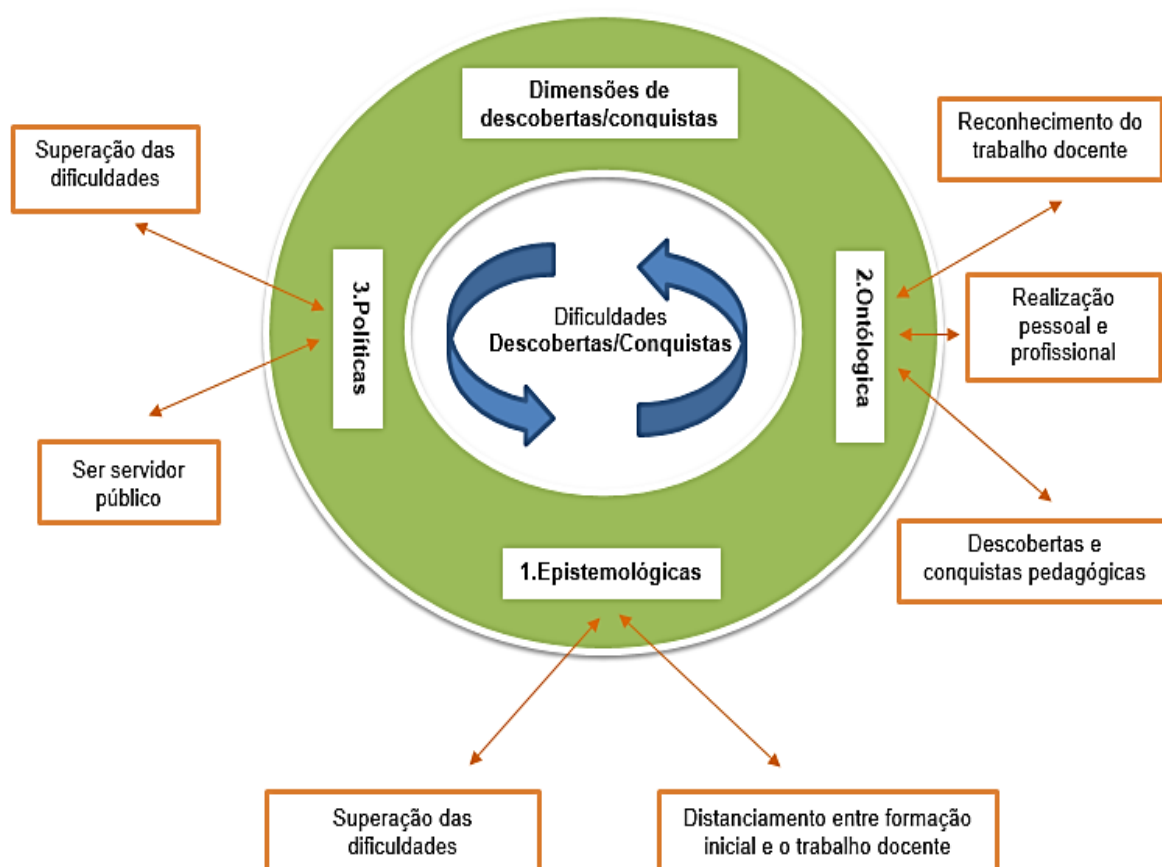 Dimensões de
descobertas/conquistas
Superação das
dificuldades
Reconhecimento do
trabalho docente
3.Políticas
2.Ontólogica
Realização
pessoal e
profissional
Dificuldades
Descobertas/Conquistas
Ser servidor
público
Descobertas e
conquistas pedagógicas
1.Epistemológicas
Superação das
dificuldades
Distanciamento entre formação
inicial e o trabalho docente